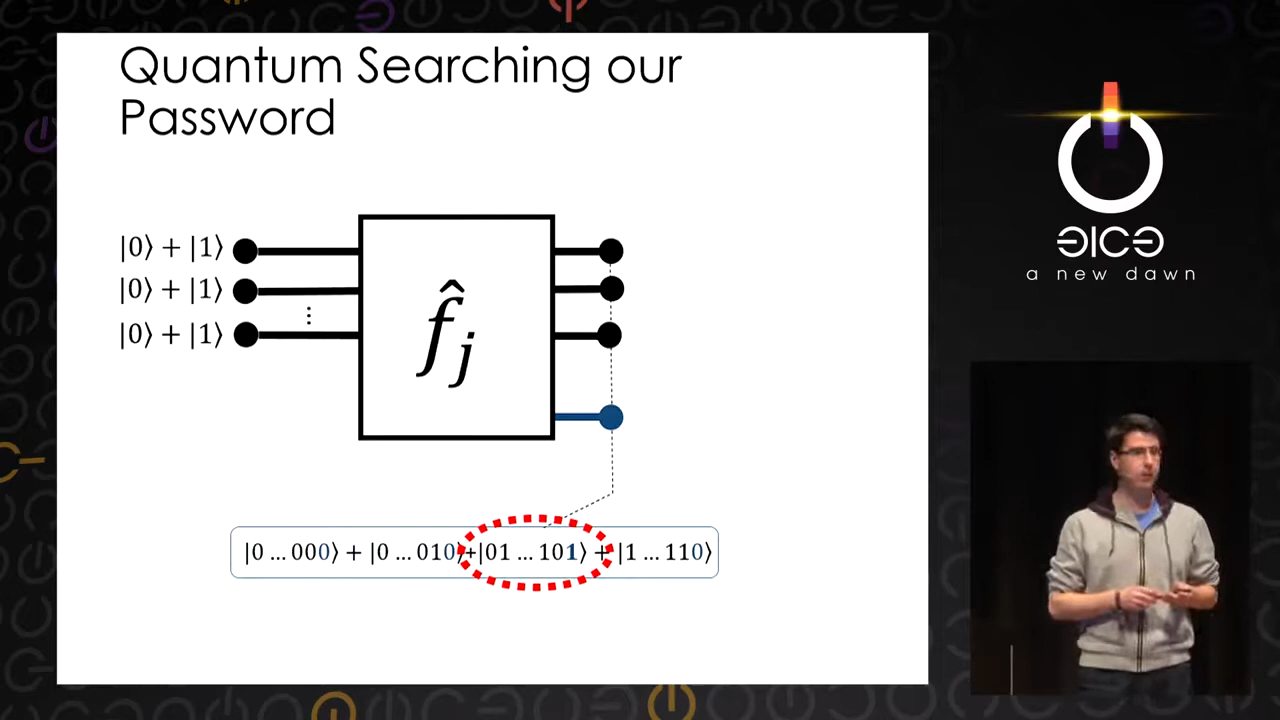 Quantum Searching our
Password
|0⟩ + |1⟩
|0⟩ + |1⟩
⋮
|0⟩ + |1⟩
f̂j
|0 … 000⟩ + |0 … 010⟩+|01 … 101⟩ + |1 … 110⟩
ƎICƏ
a new dawn